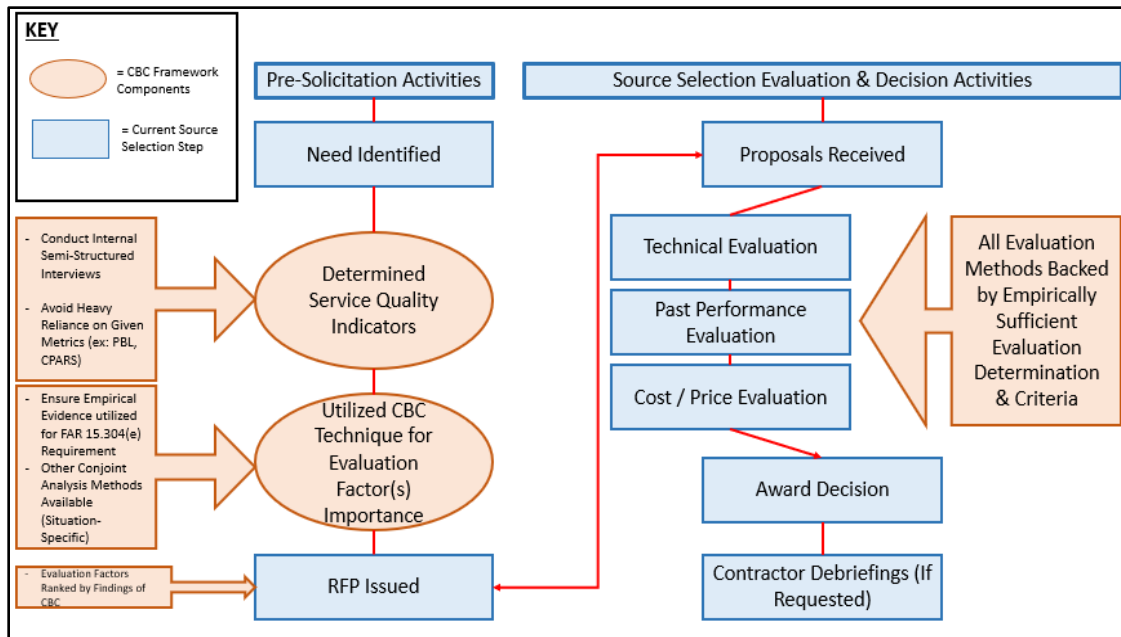 KEY
= CBC Framework
Components
= Current Source
Selection Step
Pre-Solicitation Activities
Need Identified
- Conduct Internal
Semi-Structured
Interviews
- Avoid Heavy
Reliance on Given
Metrics (ex: PBL,
CPARS)
Determined
Service Quality
Indicators
- Ensure Empirical
Evidence utilized
for FAR 15.304(e)
Requirement
- Other Conjoint
Analysis Methods
Available
(Situation-
Specific)
Utilized CBC
Technique for
Evaluation
Factor(s)
Importance
- Evaluation Factors
Ranked by Findings of
CBC
RFP Issued
Source Selection Evaluation & Decision Activities
Proposals Received
Technical Evaluation
Past Performance
Evaluation
Cost / Price Evaluation
All Evaluation
Methods Backed
by Empirically
Sufficient
Evaluation
Determination
& Criteria
Award Decision
Contractor Debriefings (If
Requested)